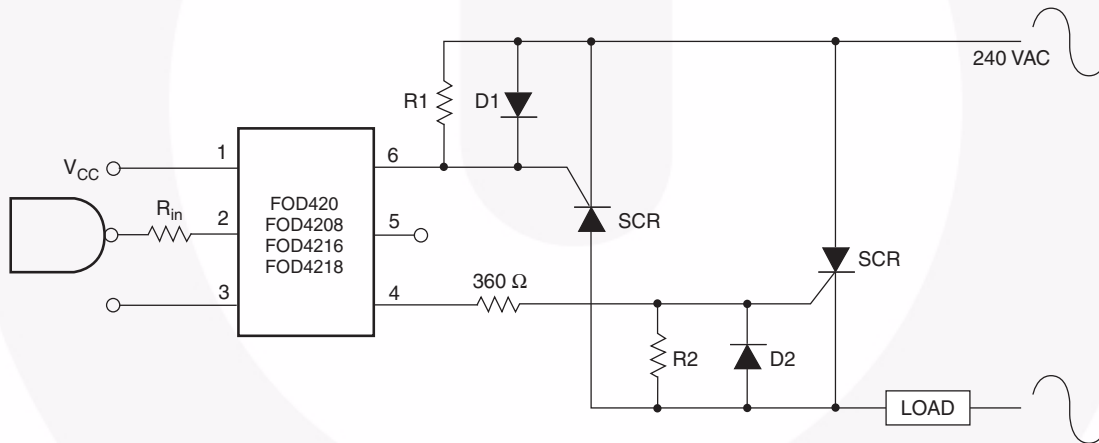 240 VAC
R1
D1
V_CC
1
6
FOD420
FOD4208
FOD4216
FOD4218
R_in
2
5
SCR
SCR
3
4
360 Ω
R2
D2
LOAD